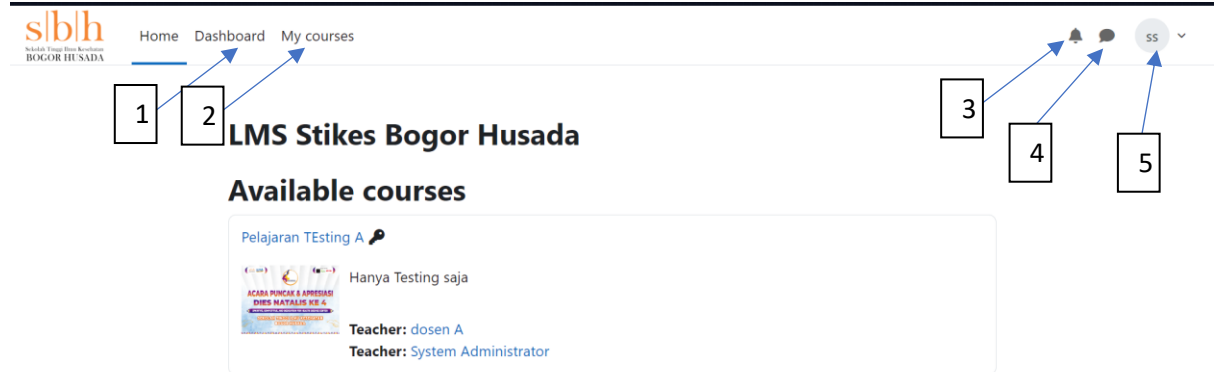 sbh
Sekolah Tinggi Ilmu Kesehatan
BOGOR HUSADA
Home Dashboard My courses
ss
1
2
3
4
5
LMS Stikes Bogor Husada
Available courses
Pelajaran TEsting A
Hanya Testing saja
ACARA PUNCAK & APRESIASI
DIES NATALIS KE 4
Teacher: dosen A
Teacher: System Administrator